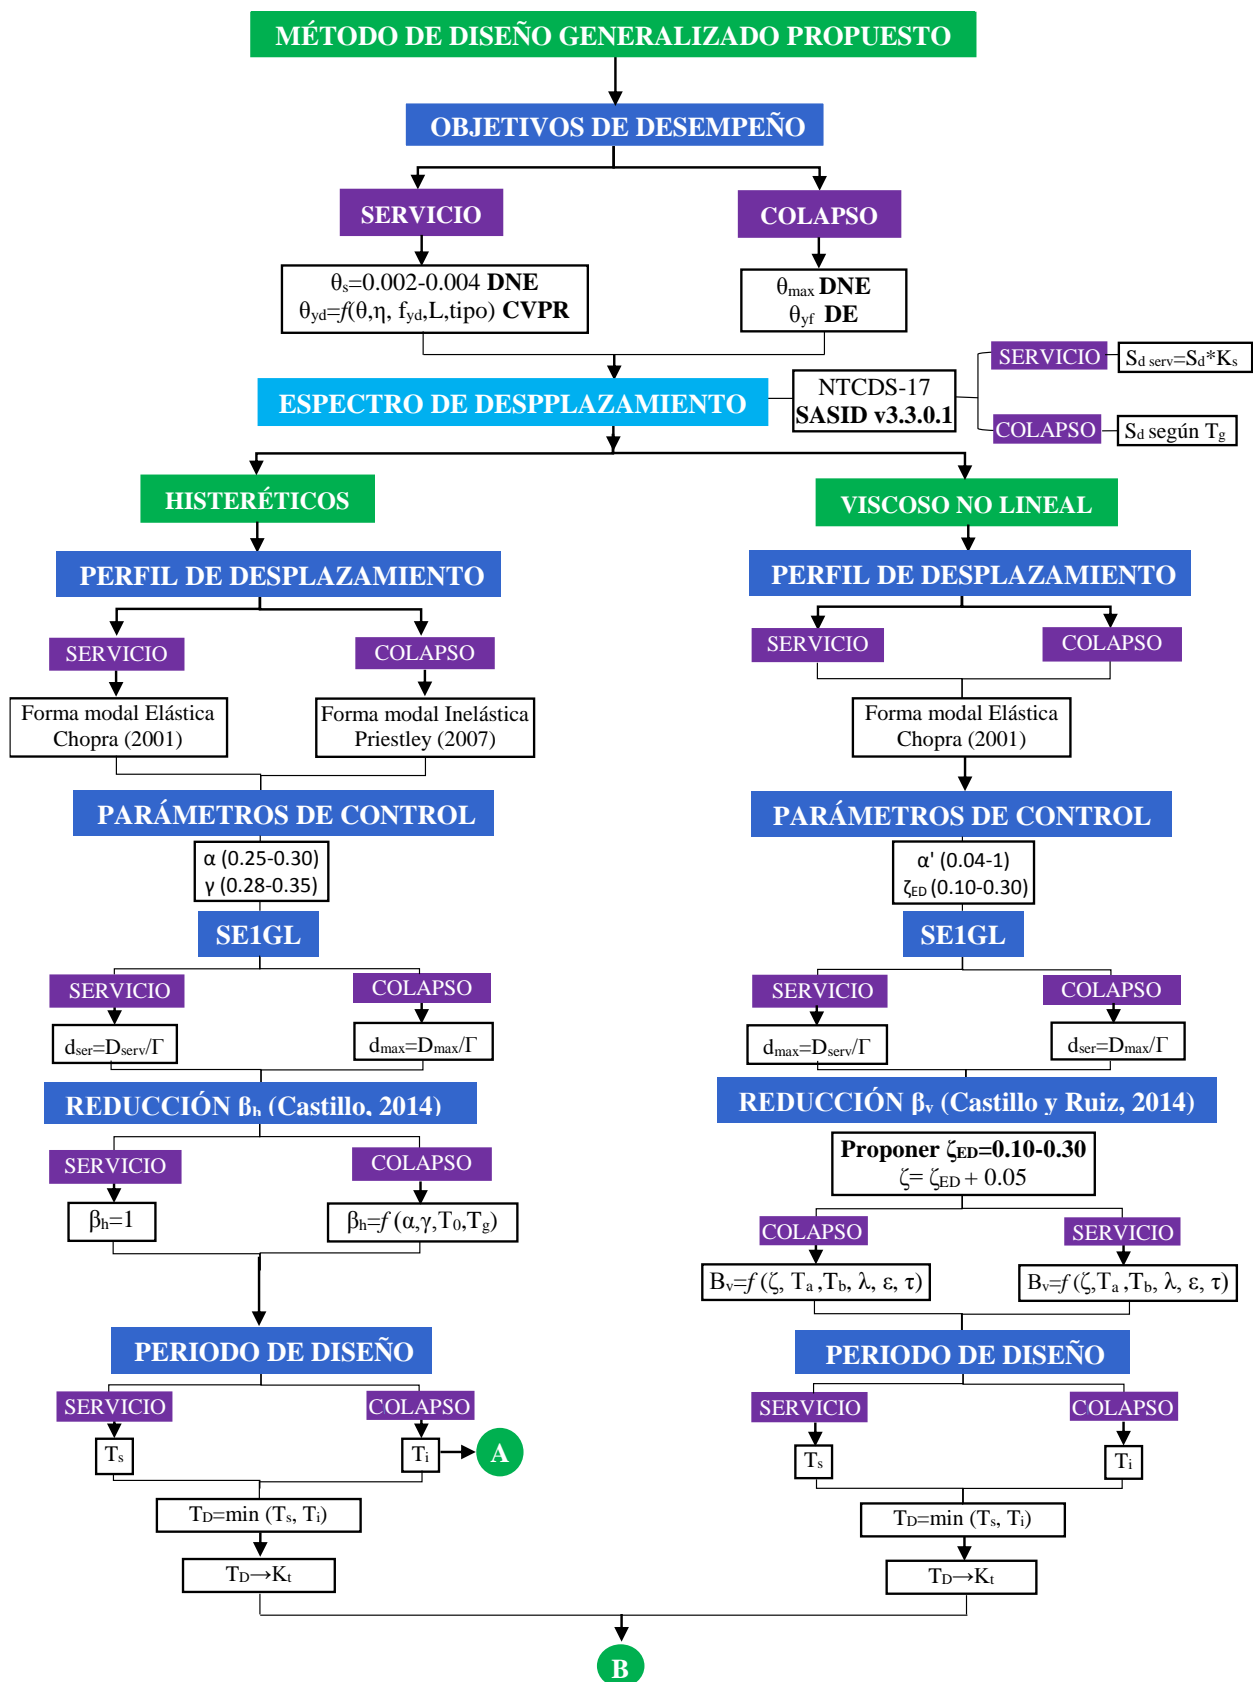 MÉTODO DE DISEÑO GENERALIZADO PROPUESTO
OBJETIVOS DE DESEMPEÑO
SERVICIO
COLAPSO
θs=0.002-0.004 DNE
θyd=f(θ,η, fyd,L,tipo) CVPR
θmax DNE
θyf DE
ESPECTRO DE DESPPLAZAMIENTO
NTCDS-17
SASID v3.3.0.1
SERVICIO
Sd serv=Sd*Ks
COLAPSO
Sd según Tg
HISTERÉTICOS
PERFIL DE DESPLAZAMIENTO
SERVICIO
COLAPSO
Forma modal Elástica
Chopra (2001)
Forma modal Inelástica
Priestley (2007)
PARÁMETROS DE CONTROL
α (0.25-0.30)
γ (0.28-0.35)
SE1GL
SERVICIO
COLAPSO
dser=Dserv/Γ
dmax=Dmax/Γ
REDUCCIÓN βh (Castillo, 2014)
SERVICIO
COLAPSO
βh=1
βh=f (α,γ,T0,Tg)
PERIODO DE DISEÑO
SERVICIO
COLAPSO
Ts
Ti
A
TD=min (Ts, Ti)
TD→Kt
VISCOSO NO LINEAL
PERFIL DE DESPLAZAMIENTO
SERVICIO
COLAPSO
Forma modal Elástica
Chopra (2001)
PARÁMETROS DE CONTROL
α' (0.04-1)
ζED (0.10-0.30)
SE1GL
SERVICIO
COLAPSO
dmax=Dserv/Γ
dser=Dmax/Γ
REDUCCIÓN βv (Castillo y Ruiz, 2014)
Proponer ζED=0.10-0.30
ζ= ζED + 0.05
COLAPSO
SERVICIO
Bv=f (ζ, Ta ,Tb, λ, ε, τ)
Bv=f (ζ,Ta ,Tb, λ, ε, τ)
PERIODO DE DISEÑO
SERVICIO
COLAPSO
Ts
Ti
TD=min (Ts, Ti)
TD→Kt
B